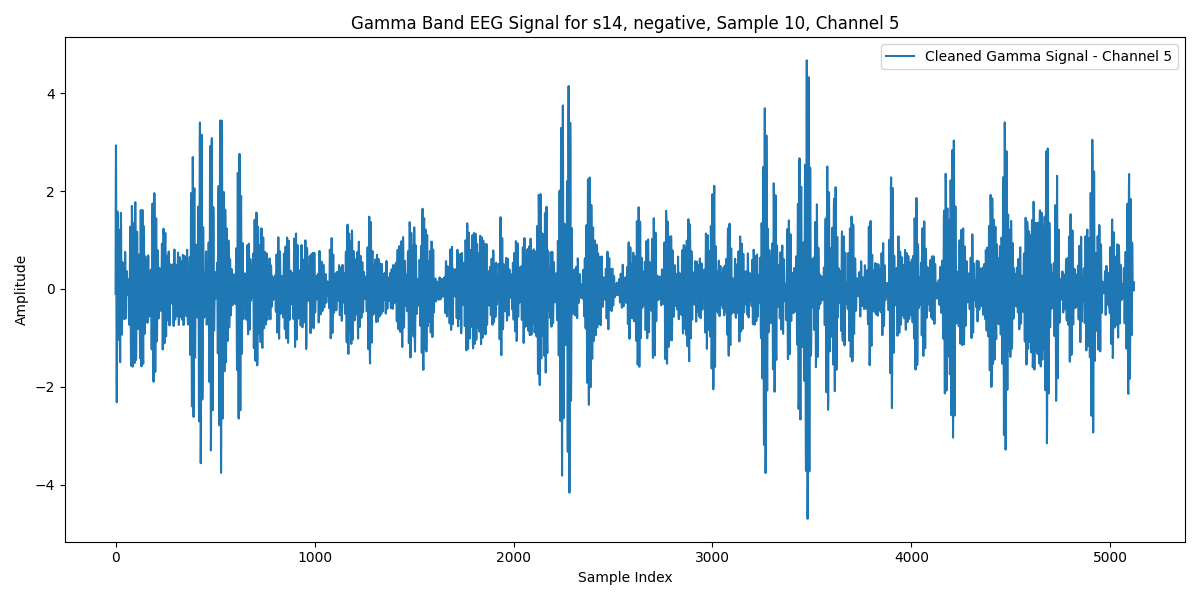 Gamma Band EEG Signal for s14, negative, Sample 10, Channel 5
Cleaned Gamma Signal - Channel 5
Amplitude
4
2
0
−2
−4
0 1000 2000 3000 4000 5000
Sample Index